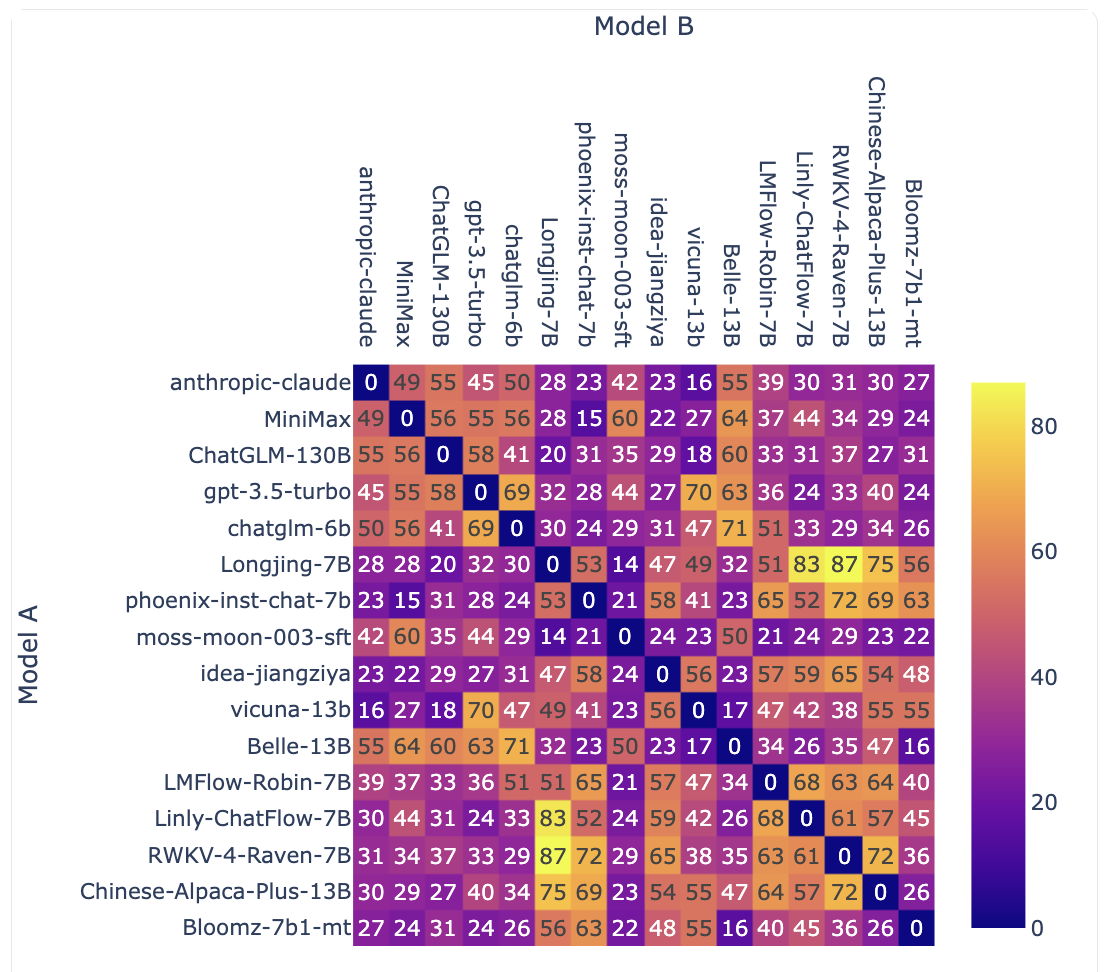 Model B
anthropic-claude
MiniMax
ChatGLM-130B
gpt-3.5-turbo
chatglm-6b
Longjing-7B
phoenix-inst-chat-7b
moss-moon-003-sft
idea-jiangziya
vicuna-13b
Belle-13B
LMFlow-Robin-7B
Linly-ChatFlow-7B
RWKV-4-Raven-7B
Chinese-Alpaca-Plus-13B
Bloomz-7b1-mt
Model A
anthropic-claude 0 49 55 45 50 28 23 42 23 16 55 39 30 31 30 27
MiniMax 49 0 56 55 56 28 15 60 22 27 64 37 44 34 29 24
ChatGLM-130B 55 56 0 58 41 20 31 35 29 18 60 33 31 37 27 31
gpt-3.5-turbo 45 55 58 0 69 32 28 44 27 70 63 36 24 33 40 24
chatglm-6b 50 56 41 69 0 30 24 29 31 47 71 51 33 29 34 26
Longjing-7B 28 28 20 32 30 0 53 14 47 49 32 51 83 87 75 56
phoenix-inst-chat-7b 23 15 31 28 24 53 0 21 58 41 23 65 52 72 69 63
moss-moon-003-sft 42 60 35 44 29 14 21 0 24 23 50 21 24 29 23 22
idea-jiangziya 23 22 29 27 31 47 58 24 0 56 23 57 59 65 54 48
vicuna-13b 16 27 18 70 47 49 41 23 56 0 17 47 42 38 55 55
Belle-13B 55 64 60 63 71 32 23 50 23 17 0 34 26 35 47 16
LMFlow-Robin-7B 39 37 33 36 51 51 65 21 57 47 34 0 68 63 64 40
Linly-ChatFlow-7B 30 44 31 24 33 83 52 24 59 42 26 68 0 61 57 45
RWKV-4-Raven-7B 31 34 37 33 29 87 72 29 65 38 35 63 61 0 72 36
Chinese-Alpaca-Plus-13B 30 29 27 40 34 75 69 23 54 55 47 64 57 72 0 26
Bloomz-7b1-mt 27 24 31 24 26 56 63 22 48 55 16 40 45 36 26 0
80
60
40
20
0